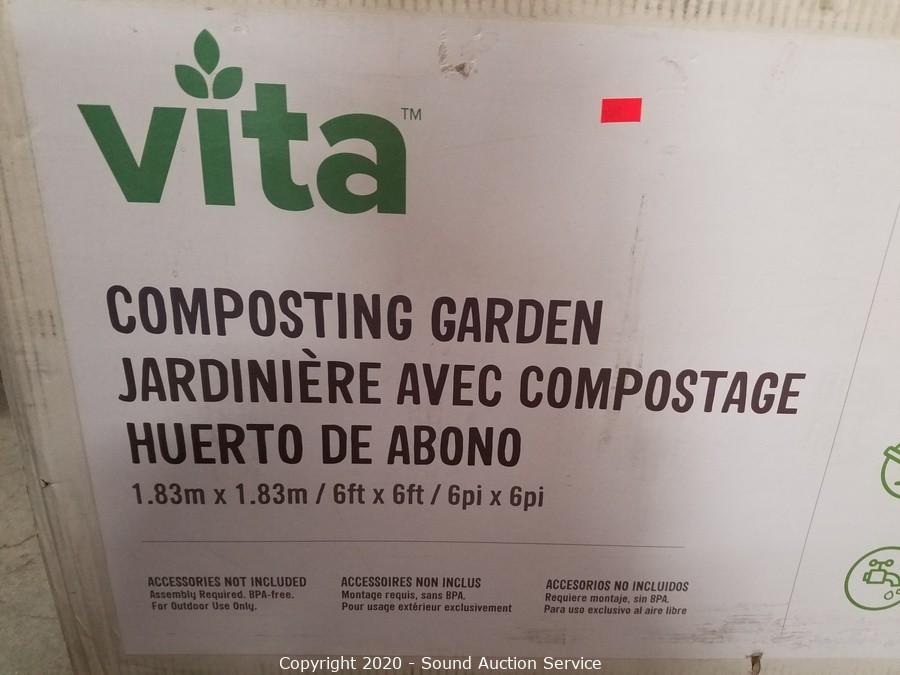 vita™
COMPOSTING GARDEN
JARDINIÈRE AVEC COMPOSTAGE
HUERTO DE ABONO
1.83m x 1.83m / 6ft x 6ft / 6pi x 6pi
ACCESSORIES NOT INCLUDED
Assembly Required. BPA-free.
For Outdoor Use Only.
ACCESSOIRES NON INCLUS
Montage requis, sans BPA.
Pour usage extérieur exclusivement
ACCESORIOS NO INCLUIDOS
Requiere montaje, sin BPA.
Para uso exclusivo al aire libre
Copyright 2020 - Sound Auction Service